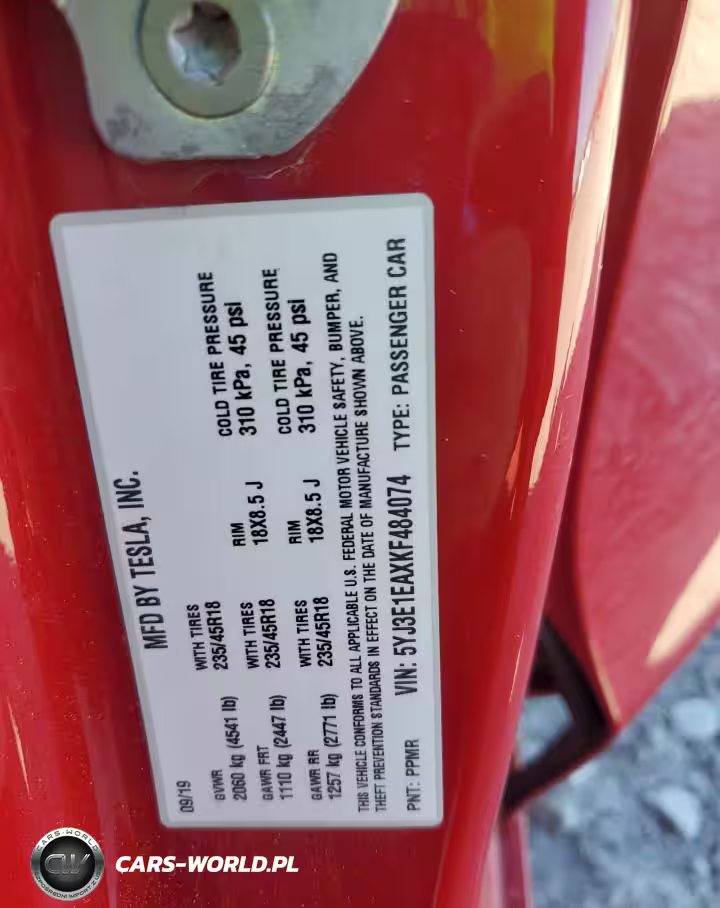 MFD BY TESLA, INC.
09/19
GVWR WITH TIRES RIM COLD TIRE PRESSURE
2060 kg (4541 lb) 235/45R18 18X8.5 J 310 kPa, 45 psi
GAWR FRT WITH TIRES RIM COLD TIRE PRESSURE
1110 kg (2447 lb) 235/45R18 18X8.5 J 310 kPa, 45 psi
GAWR RR WITH TIRES
1257 kg (2771 lb) 235/45R18
THIS VEHICLE CONFORMS TO ALL APPLICABLE U.S. FEDERAL MOTOR VEHICLE SAFETY, BUMPER, AND
THEFT PREVENTION STANDARDS IN EFFECT ON THE DATE OF MANUFACTURE SHOWN ABOVE.
PNT: PPMR VIN: 5YJ3E1EAXKF484074 TYPE: PASSENGER CAR
CARS-WORLD
CW
CARS-WORLD.PL